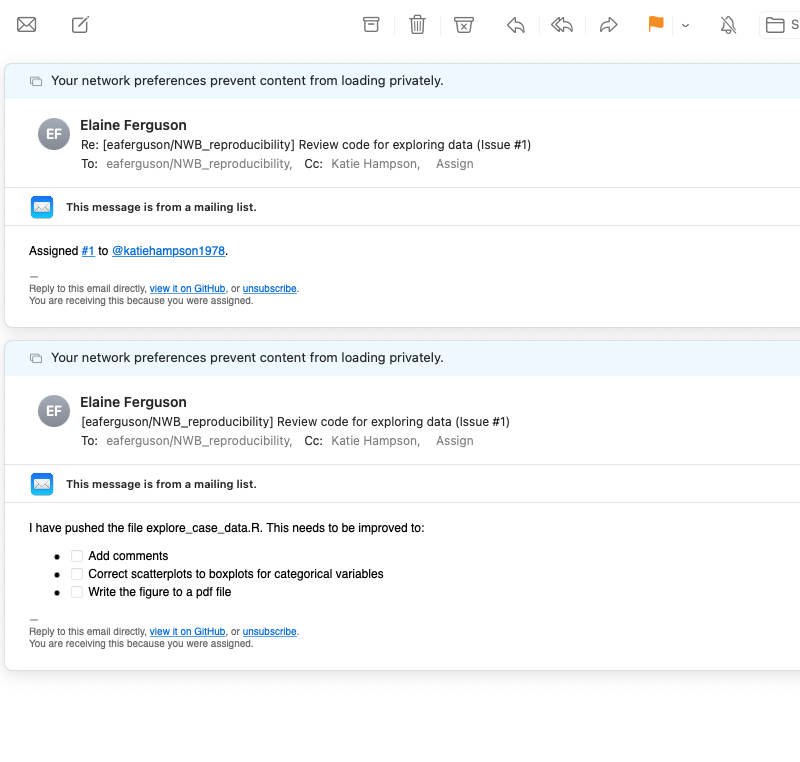 S
Your network preferences prevent content from loading privately.
EF
Elaine Ferguson
Re: [eaferguson/NWB_reproducibility] Review code for exploring data (Issue #1)
To: eaferguson/NWB_reproducibility, Cc: Katie Hampson, Assign
This message is from a mailing list.
Assigned #1 to @katiehampson1978.
—
Reply to this email directly, view it on GitHub, or unsubscribe.
You are receiving this because you were assigned.
Your network preferences prevent content from loading privately.
EF
Elaine Ferguson
[eaferguson/NWB_reproducibility] Review code for exploring data (Issue #1)
To: eaferguson/NWB_reproducibility, Cc: Katie Hampson, Assign
This message is from a mailing list.
I have pushed the file explore_case_data.R. This needs to be improved to:
• Add comments
• Correct scatterplots to boxplots for categorical variables
• Write the figure to a pdf file
—
Reply to this email directly, view it on GitHub, or unsubscribe.
You are receiving this because you were assigned.